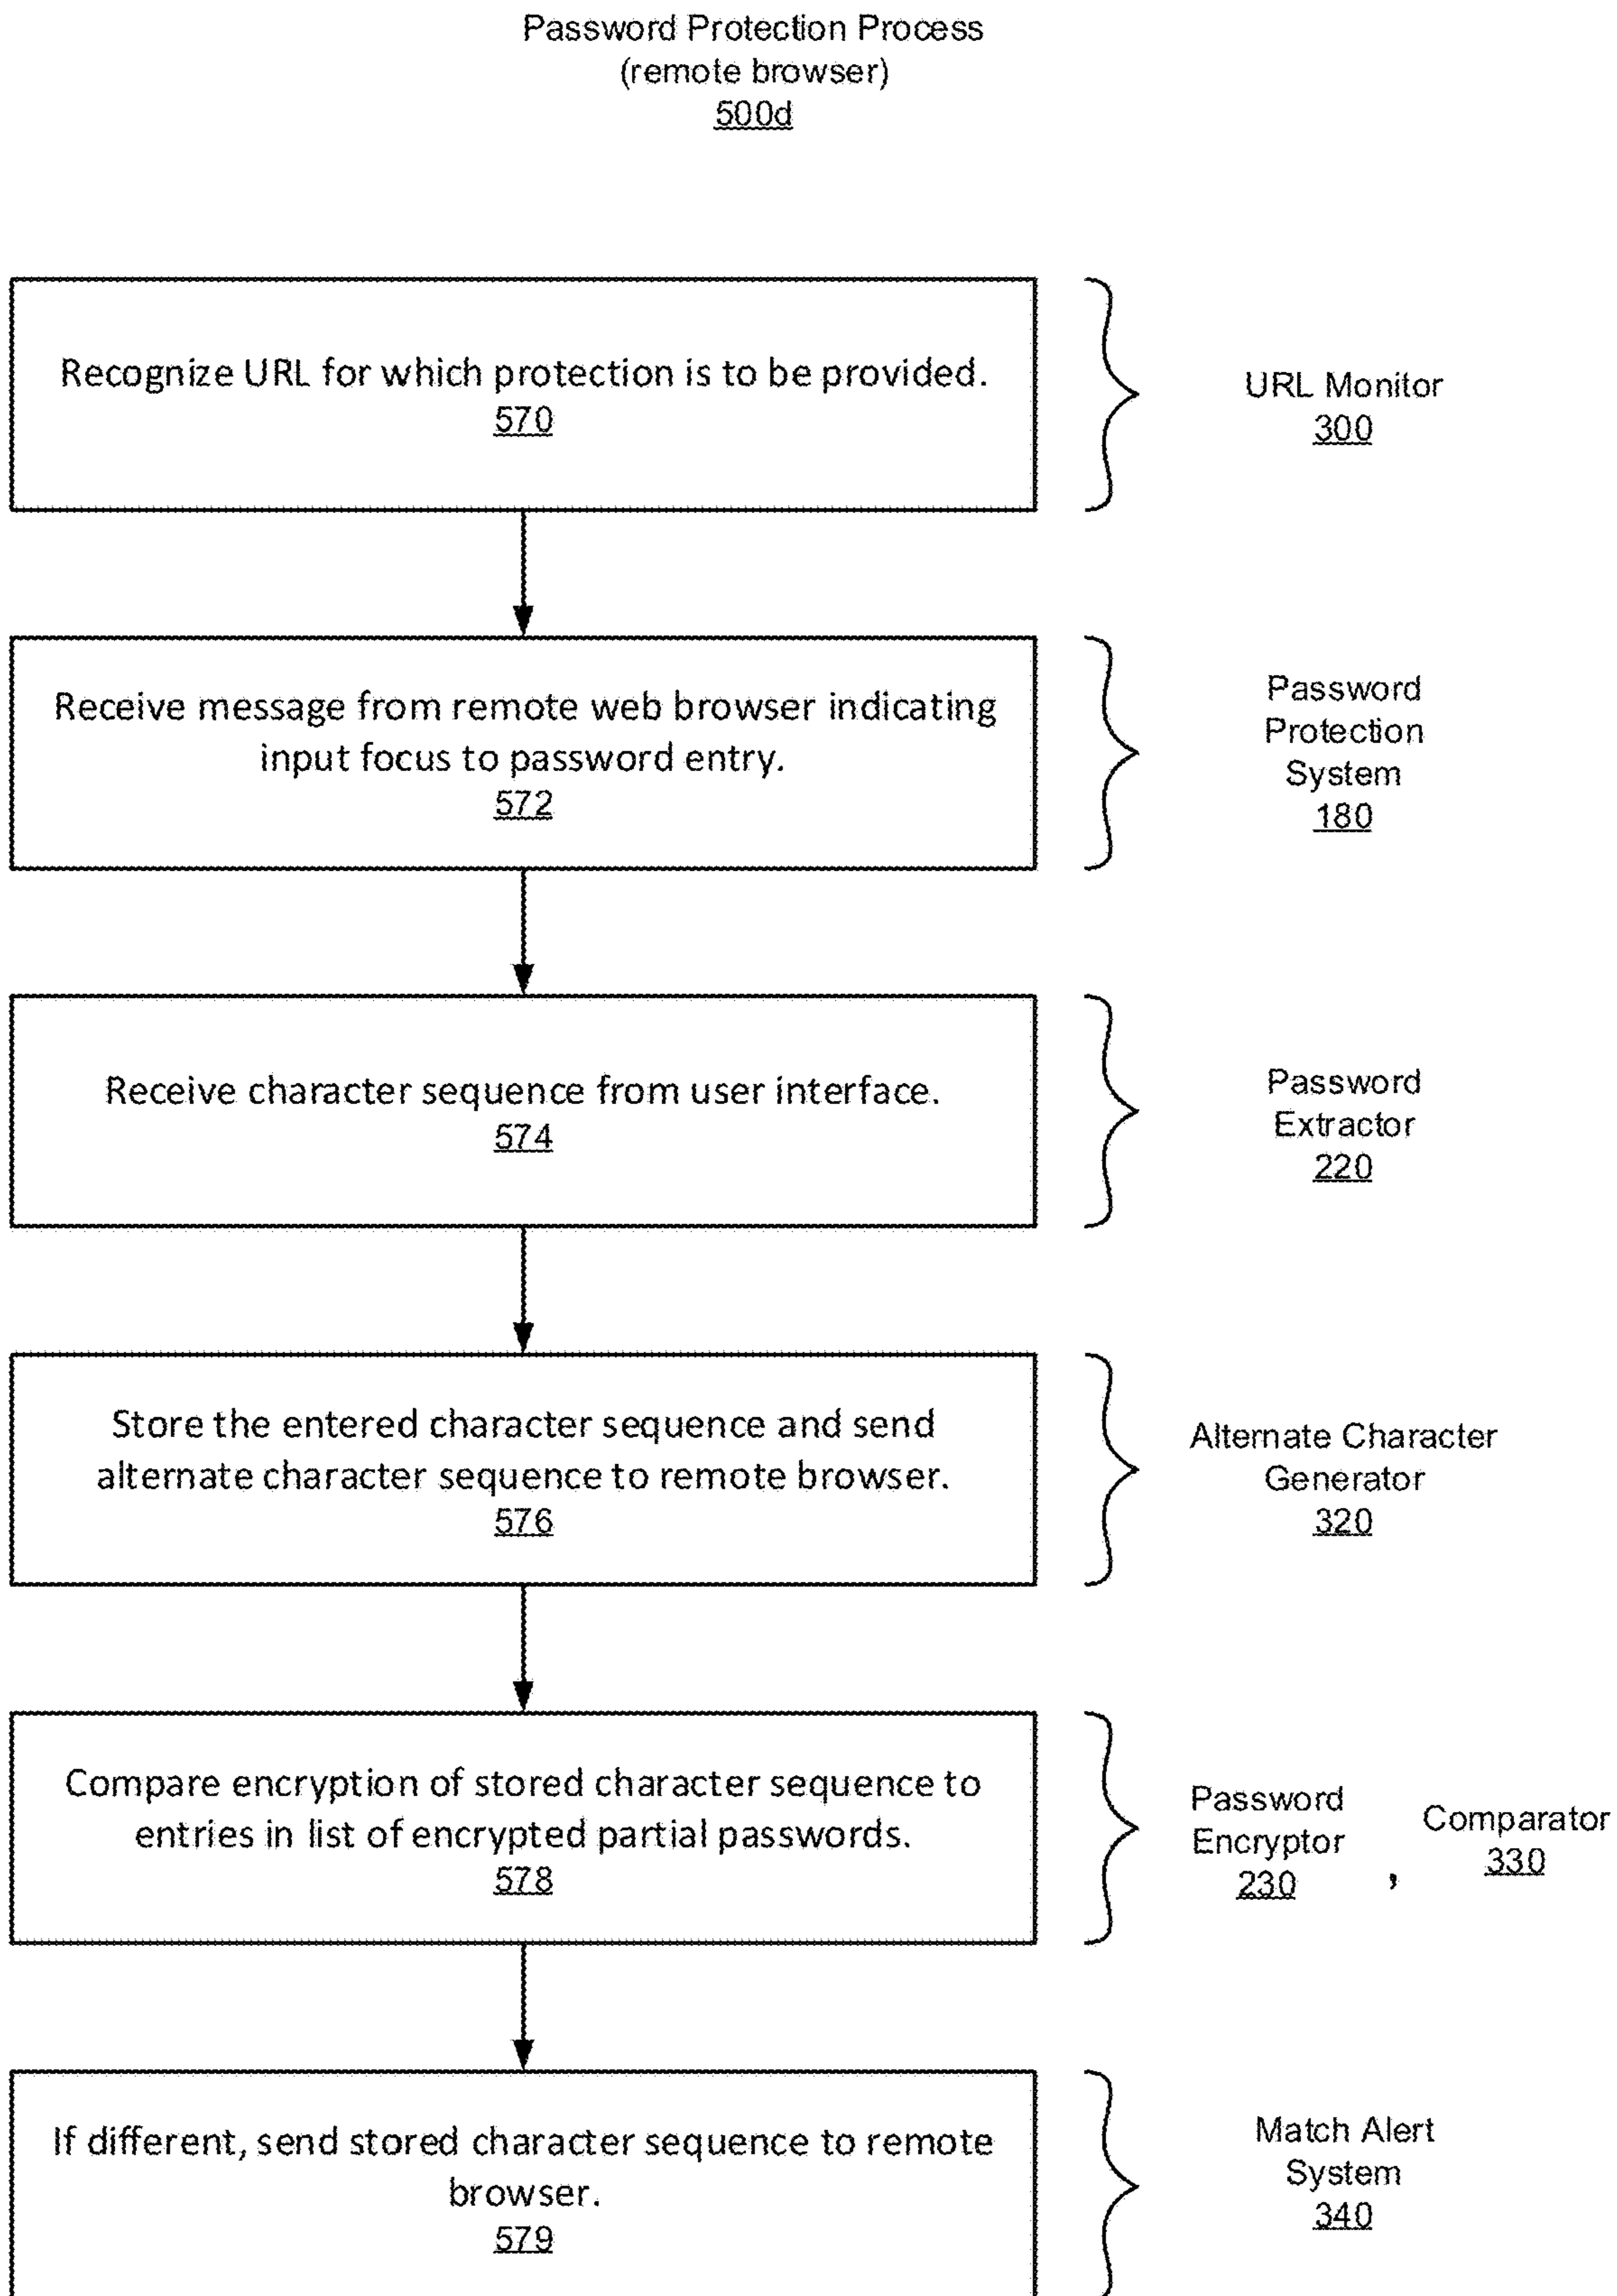 Password Protection Process
(remote browser)
500d
Recognize URL for which protection is to be provided.
570
URL Monitor
300
Receive message from remote web browser indicating
input focus to password entry.
572
Password
Protection
System
180
Receive character sequence from user interface.
574
Password
Extractor
220
Store the entered character sequence and send
alternate character sequence to remote browser.
576
Alternate Character
Generator
320
Compare encryption of stored character sequence to
entries in list of encrypted partial passwords.
578
Password
Encryptor
230
,
Comparator
330
If different, send stored character sequence to remote
browser.
579
Match Alert
System
340